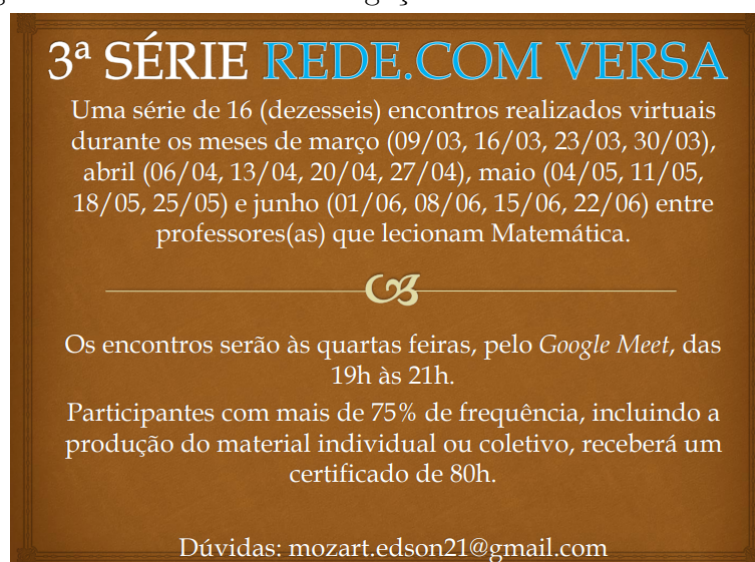 3ª SÉRIE REDE.COM VERSA
Uma série de 16 (dezesseis) encontros realizados virtuais
durante os meses de março (09/03, 16/03, 23/03, 30/03),
abril (06/04, 13/04, 20/04, 27/04), maio (04/05, 11/05,
18/05, 25/05) e junho (01/06, 08/06, 15/06, 22/06) entre
professores(as) que lecionam Matemática.
Os encontros serão às quartas feiras, pelo Google Meet, das
19h às 21h.
Participantes com mais de 75% de frequência, incluindo a
produção do material individual ou coletivo, receberá um
certificado de 80h.
Dúvidas: mozart.edson21@gmail.com